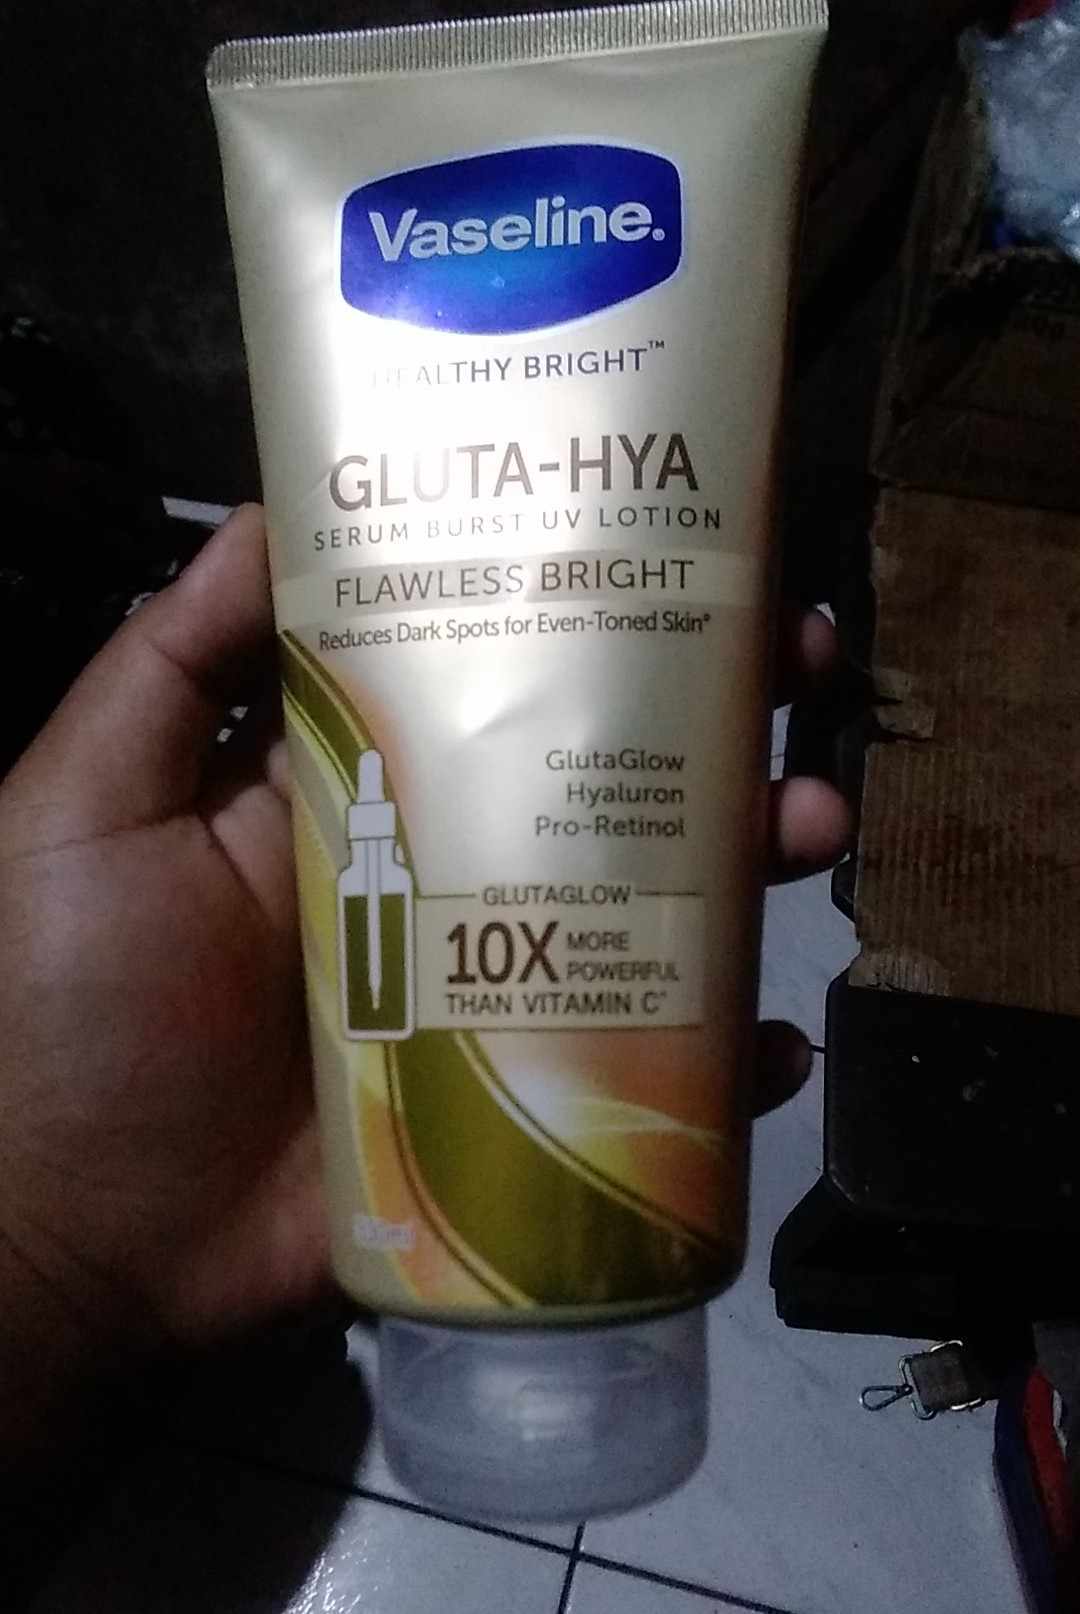 Vaseline.
HEALTHY BRIGHT™
GLUTA-HYA
SERUM BURST UV LOTION
FLAWLESS BRIGHT
Reduces Dark Spots for Even-Toned Skin*
GlutaGlow
Hyaluron
Pro-Retinol
GLUTAGLOW
10X MORE
POWERFUL
THAN VITAMIN C*